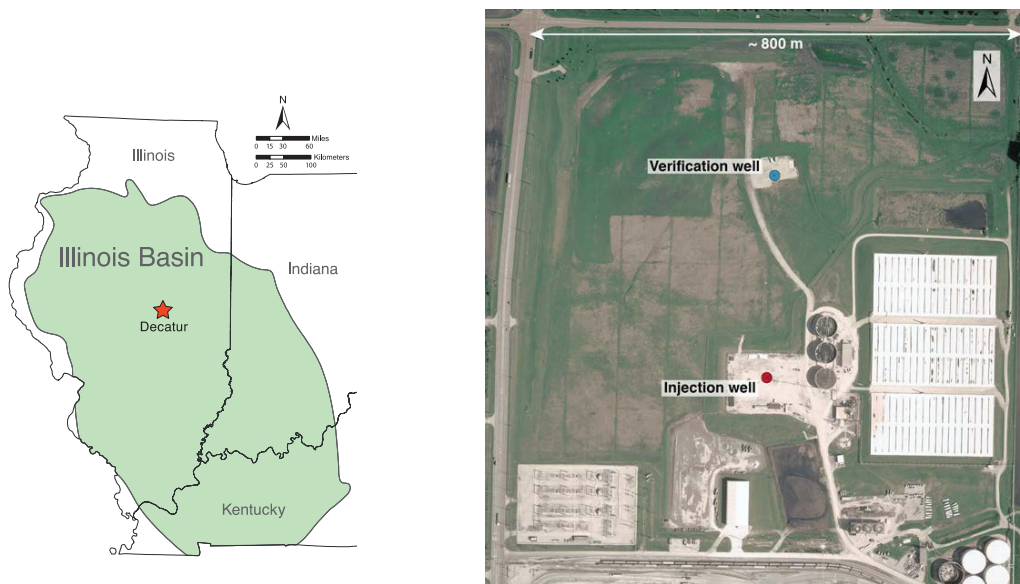 N
Miles
0 15 30 60
Kilometers
0 25 50 100
Illinois
Illinois Basin
Indiana
Decatur
Kentucky
~ 800 m
N
Verification well
Injection well